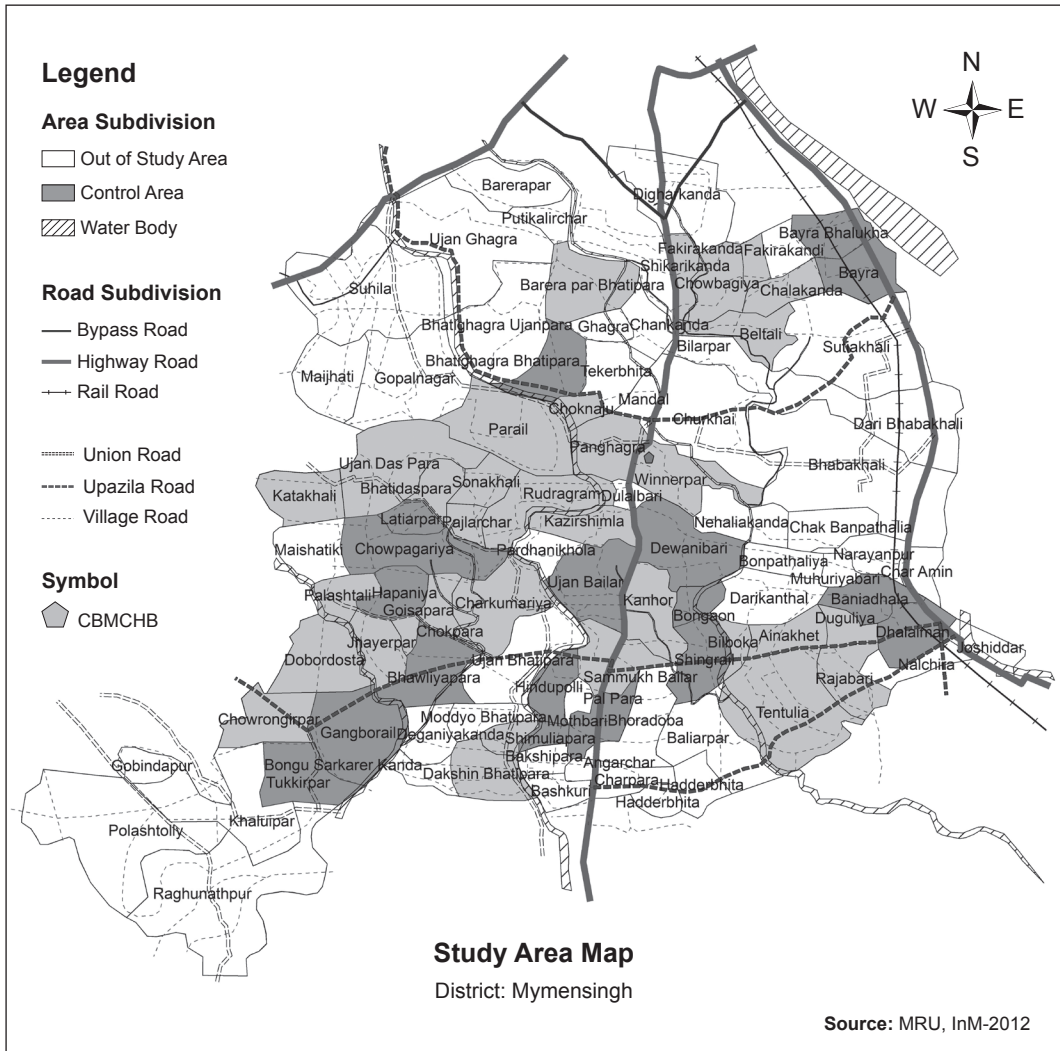 Legend
Area Subdivision
Out of Study Area
Control Area
Water Body
Road Subdivision
Bypass Road
Highway Road
Rail Road
Union Road
Upazila Road
Village Road
Symbol
CBMCHB
N
W E
S
Barerapar
Digharkanda
Putikalirchar
Bayra Bhalukha
Ujan Ghagra
Fakirakanda
Fakirakandi
Shikarikanda
Bayra
Suhila
Barera par Bhatipara
Chowbagiya
Chalakanda
Bhatighagra Ujanpara
Ghagra
Chankanda
Beltali
Bilarpar
Sutiakhali
Maijhati
Gopalnagar
Bhatighagra Bhatipara
Tekerbhita
Mandal
Choknaju
Churkhai
Dari Bhabakhali
Parail
Panghagra
Bhabakhali
Ujan Das Para
Sonakhali
Winnerpar
Katakhali
Bhatidaspara
Rudragram
Dulalbari
Latiarpar
Pajlarchar
Kazirshimla
Nehaliakanda
Chak Banpathalia
Maishatiki
Chowpagariya
Pardhanikhola
Dewanibari
Bonpathaliya
Narayanpur
Muhuriyabari
Char Amin
Palashtali
Hapaniya
Ujan Bailar
Kanhor
Darikanthal
Baniadhala
Goisapara
Charkumariya
Bongaon
Duguliya
Chokpara
Bilboka
Ainakhet
Dhalaiman
Jhayerpar
Joshiddar
Dobordosta
Ujan Bhatipara
Shingrail
Nalchira
Bhawliyapara
Hindupolli
Sammukh Bailar
Rajabari
Pal Para
Chowrongirpar
Moddyo Bhatipara
Mothbari
Bhoradoba
Tentulia
Gangborail
Deganiyakanda
Shimuliapara
Baliarpar
Gobindapur
Bongu Sarkarer Kanda
Bakshipara
Angarchar
Tukkirpar
Dakshin Bhatipara
Charpara
Hadderbhita
Bashkuri
Hadderbhita
Polashtolly
Khaluipar
Raghunathpur
Study Area Map
District: Mymensingh
Source: MRU, InM-2012